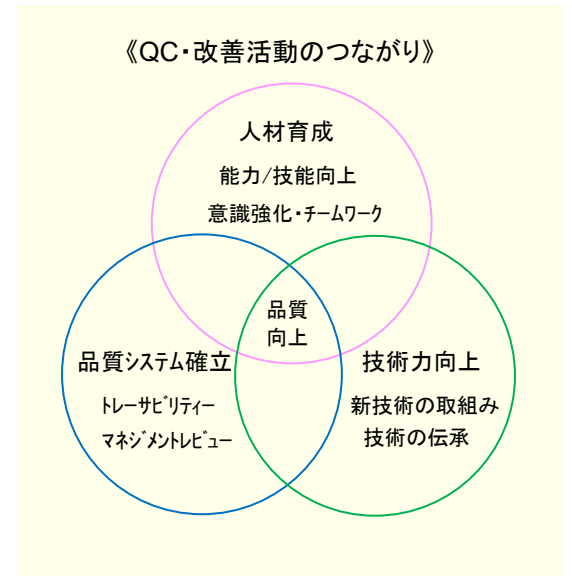 《QC・改善活動のつながり》
人材育成
能力/技能向上
意識強化・ﾁｰﾑﾜｰｸ
品質
向上
品質ｼｽﾃﾑ確立
ﾄﾚｰｻﾋﾞﾘﾃｨｰ
ﾏﾈｼﾞﾒﾝﾄﾚﾋﾞｭｰ
技術力向上
新技術の取組み
技術の伝承